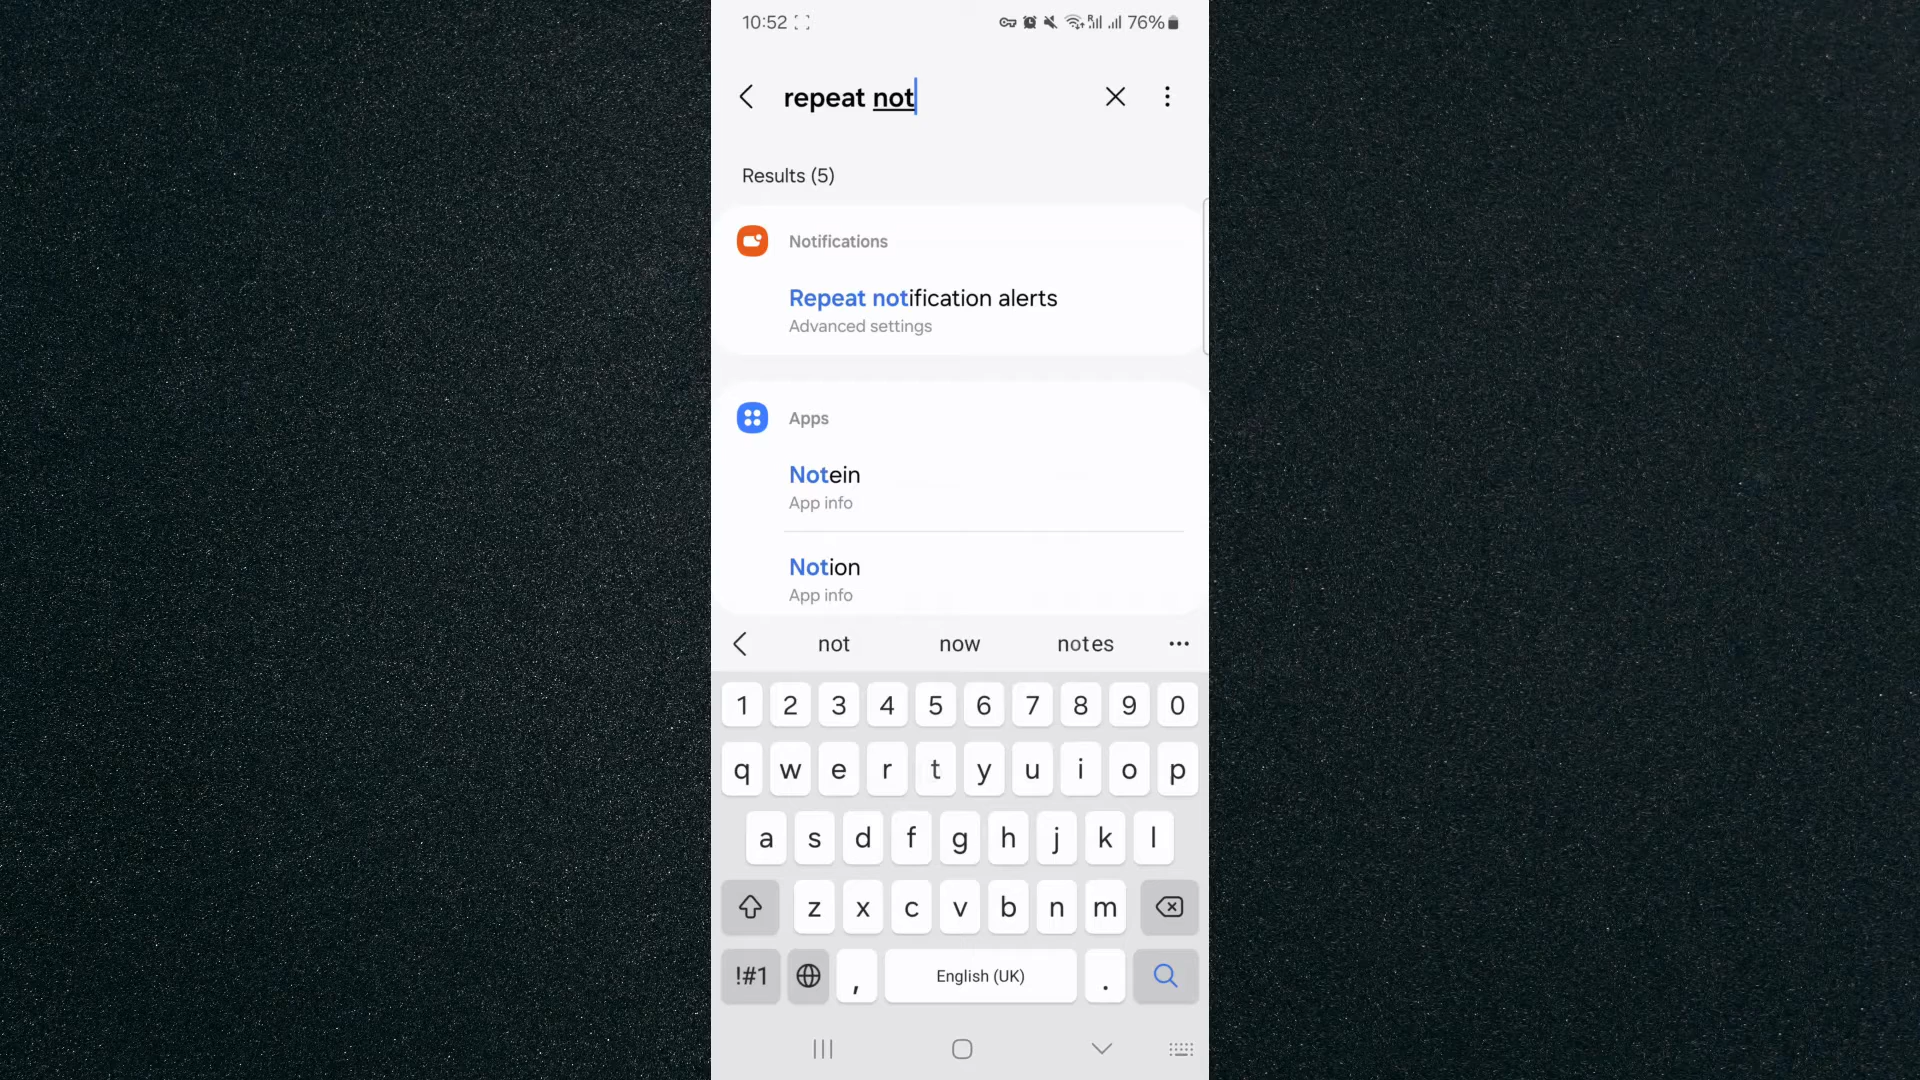 10:52 76%
repeat not
Results (5)
Notifications
Repeat notification alerts
Advanced settings
Apps
Notein
App info
Notion
App info
not now notes
1 2 3 4 5 6 7 8 9 0
q w e r t y u i o p
a s d f g h j k l
z x c v b n m
!#1 , English (UK) .